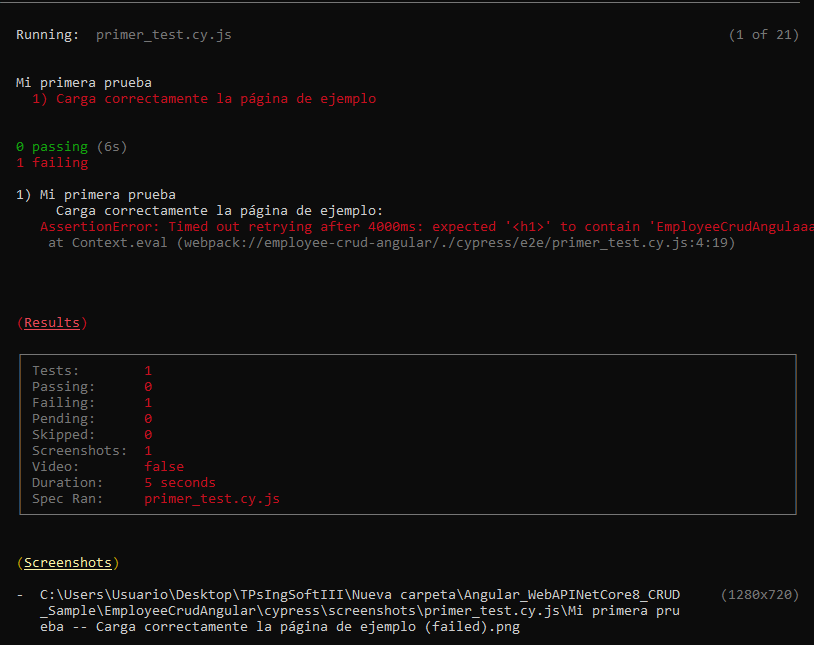 Running:  primer_test.cy.js (1 of 21)
Mi primera prueba
1) Carga correctamente la página de ejemplo
0 passing (6s)
1 failing
1) Mi primera prueba
Carga correctamente la página de ejemplo:
AssertionError: Timed out retrying after 4000ms: expected '<h1>' to contain 'EmployeeCrudAngulaaa
at Context.eval (webpack://employee-crud-angular/./cypress/e2e/primer_test.cy.js:4:19)
(Results)
Tests: 1
Passing: 0
Failing: 1
Pending: 0
Skipped: 0
Screenshots: 1
Video: false
Duration: 5 seconds
Spec Ran: primer_test.cy.js
(Screenshots)
- C:\Users\Usuario\Desktop\TPsIngSoftIII\Nueva carpeta\Angular_WebAPINetCore8_CRUD (1280x720)
_Sample\EmployeeCrudAngular\cypress\screenshots\primer_test.cy.js\Mi primera pru
eba -- Carga correctamente la página de ejemplo (failed).png